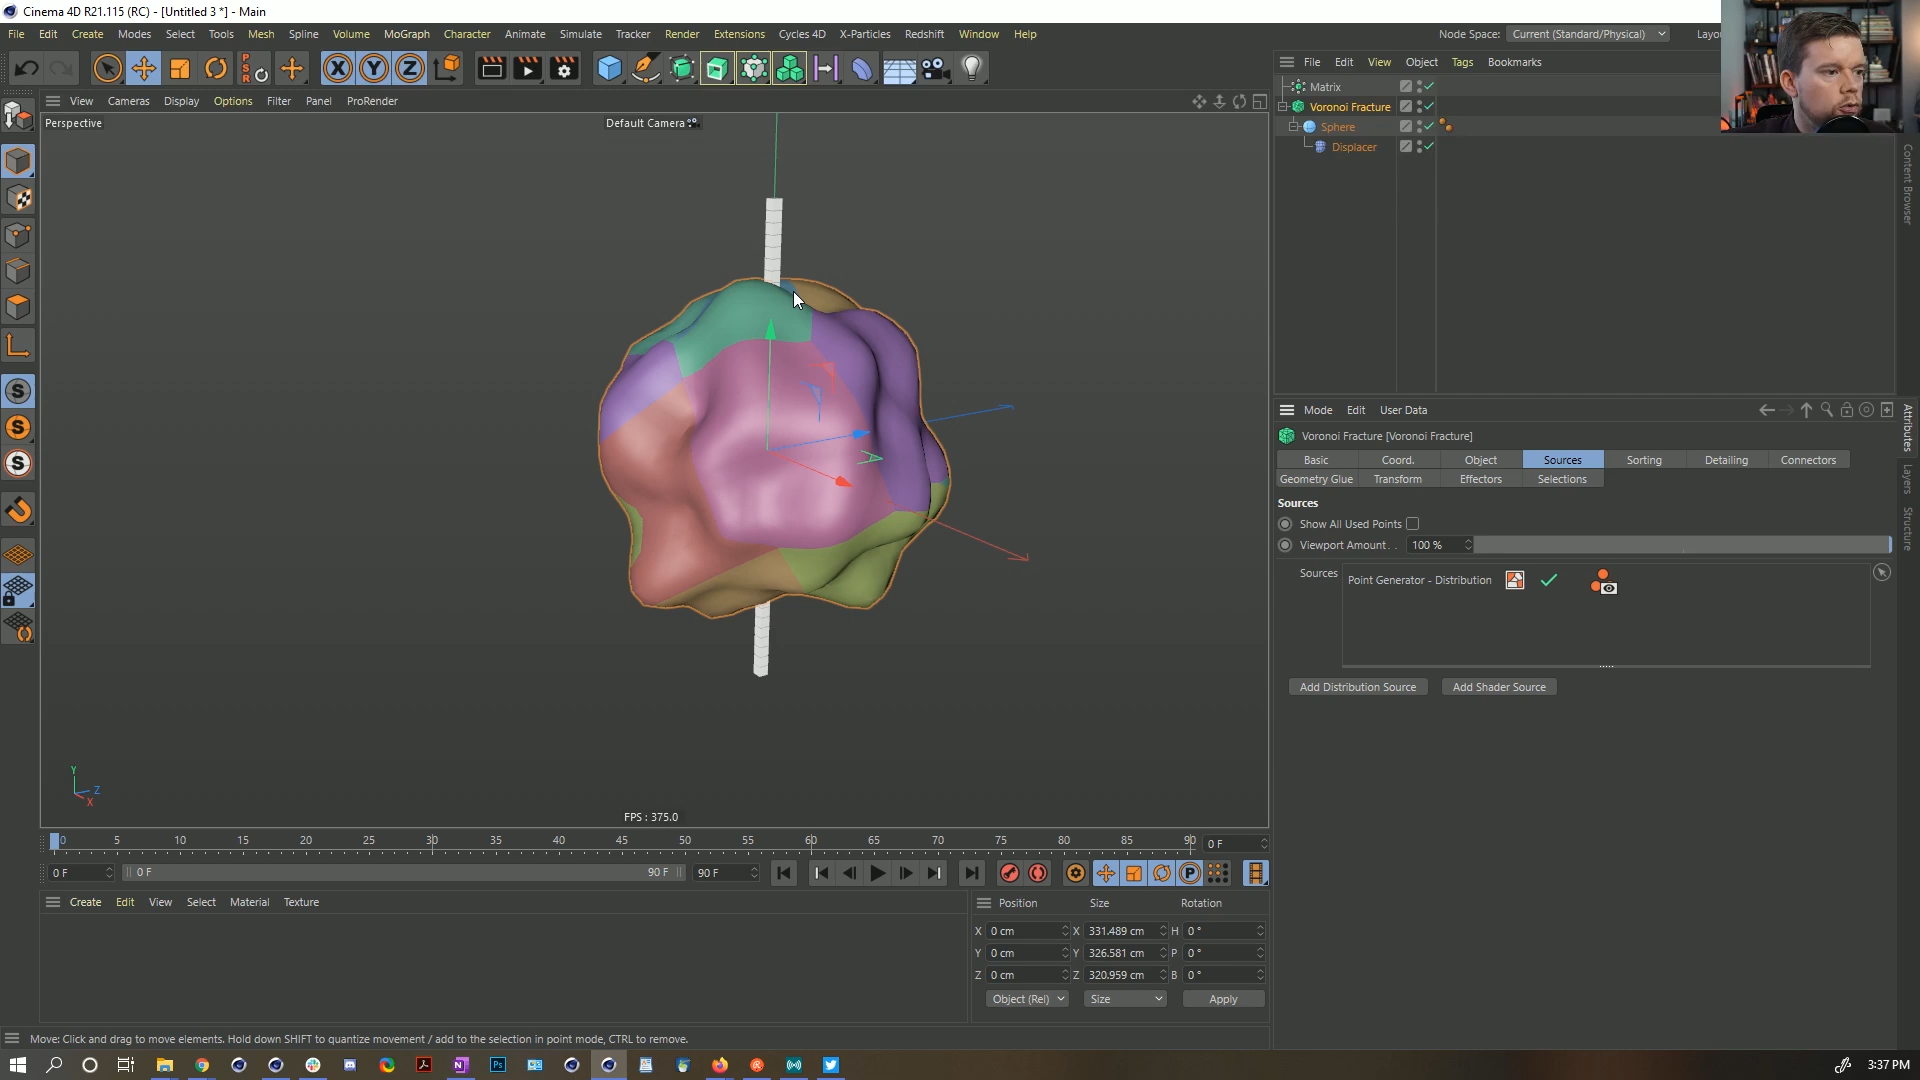 Cinema 4D R21.115 (RC) - [Untitled 3 *] - Main
File Edit Create Modes Select Tools Mesh Spline Volume MoGraph Character Animate Simulate Tracker Render Extensions Cycles 4D X-Particles Redshift Window Help
Node Space: Current (Standard/Physical) Layou
P
S
R
X Y Z
File Edit View Object Tags Bookmarks
View Cameras Display Options Filter Panel ProRender
Perspective
Default Camera
Matrix
Voronoi Fracture
Sphere
Displacer
Content Browser
S
S
S
Mode Edit User Data
Voronoi Fracture [Voronoi Fracture]
Basic Coord. Object Sources Sorting Detailing Connectors
Geometry Glue Transform Effectors Selections
Sources
Show All Used Points
Viewport Amount . . 100 %
Sources Point Generator - Distribution
Add Distribution Source Add Shader Source
Attributes
Layers
Structure
Y
Z
X
FPS : 375.0
0 5 10 15 20 25 30 35 40 45 50 55 60 65 70 75 80 85 90 0 F
0 F 0 F 90 F 90 F
P
Create Edit View Select Material Texture
Position Size Rotation
X 0 cm X 331.489 cm H 0 °
Y 0 cm Y 326.581 cm P 0 °
Z 0 cm Z 320.959 cm B 0 °
Object (Rel) Size Apply
Move: Click and drag to move elements. Hold down SHIFT to quantize movement / add to the selection in point mode, CTRL to remove.
N Ps
3:37 PM